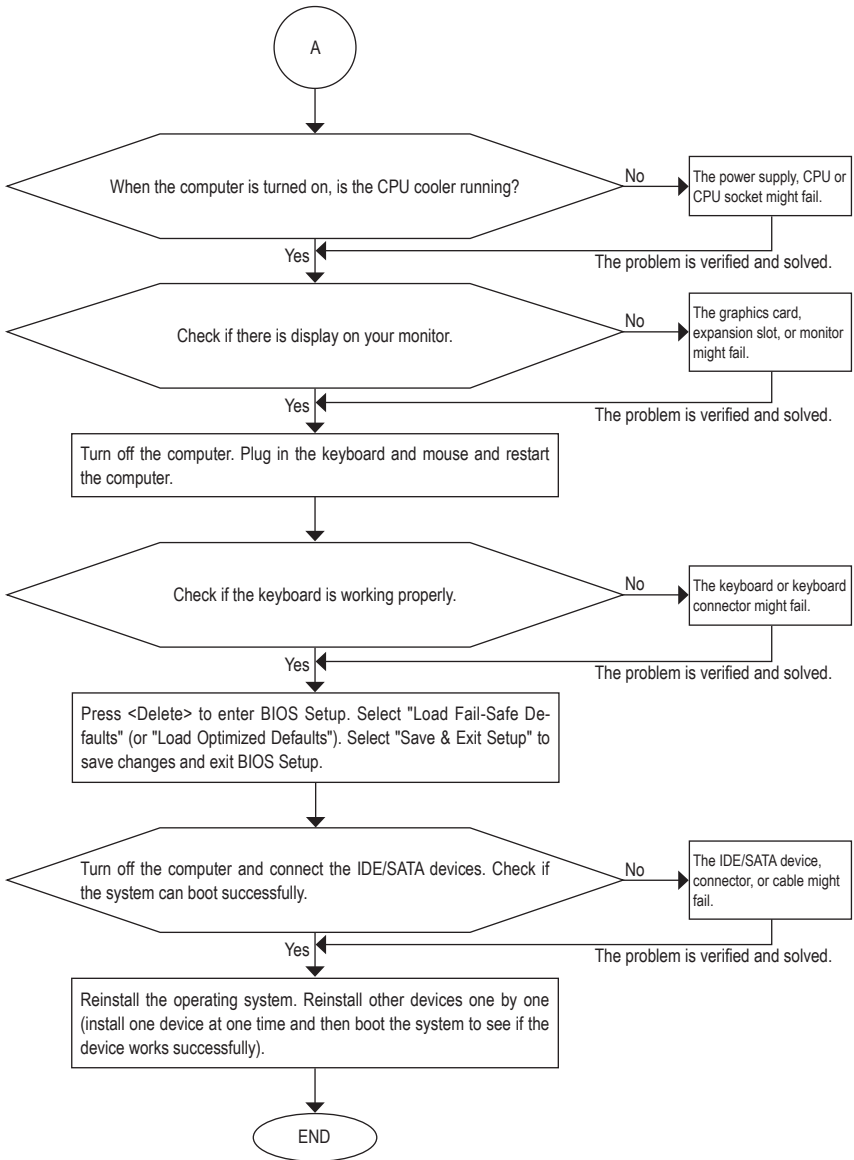 A
When the computer is turned on, is the CPU cooler running?
No
The power supply, CPU or
CPU socket might fail.
Yes
The problem is verified and solved.
Check if there is display on your monitor.
No
The graphics card,
expansion slot, or monitor
might fail.
Yes
The problem is verified and solved.
Turn off the computer. Plug in the keyboard and mouse and restart
the computer.
Check if the keyboard is working properly.
No
The keyboard or keyboard
connector might fail.
Yes
The problem is verified and solved.
Press <Delete> to enter BIOS Setup. Select "Load Fail-Safe De-
faults" (or "Load Optimized Defaults"). Select "Save & Exit Setup" to
save changes and exit BIOS Setup.
Turn off the computer and connect the IDE/SATA devices. Check if
the system can boot successfully.
No
The IDE/SATA device,
connector, or cable might
fail.
Yes
The problem is verified and solved.
Reinstall the operating system. Reinstall other devices one by one
(install one device at one time and then boot the system to see if the
device works successfully).
END